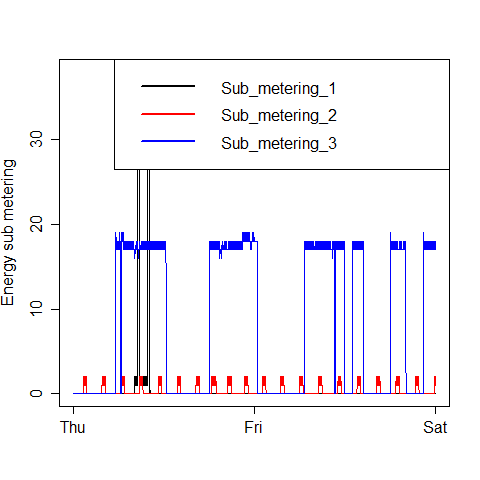 Sub_metering_1
Sub_metering_2
Sub_metering_3
Energy sub metering
30
20
10
0
Thu Fri Sat